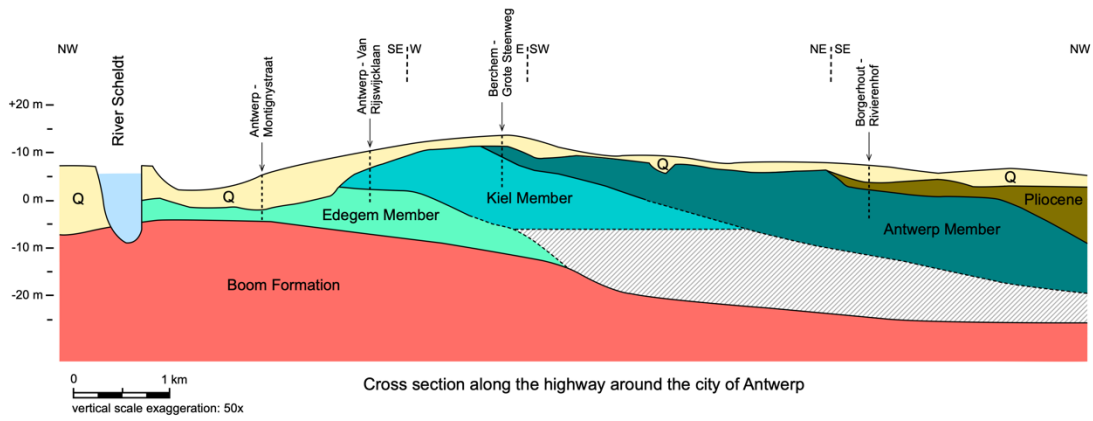 NW
SE W
E SW
NE SE
NW
River Scheldt
Antwerp -
Montignystraat
Antwerp - Van
Rijswijcklaan
Berchem -
Grote Steenweg
Borgerhout -
Rivierenhof
+20 m
-10 m
0 m
-10 m
-20 m
Q
Q
Q
Q
Edegem Member
Kiel Member
Antwerp Member
Pliocene
Boom Formation
0 1 km
vertical scale exaggeration: 50x
Cross section along the highway around the city of Antwerp